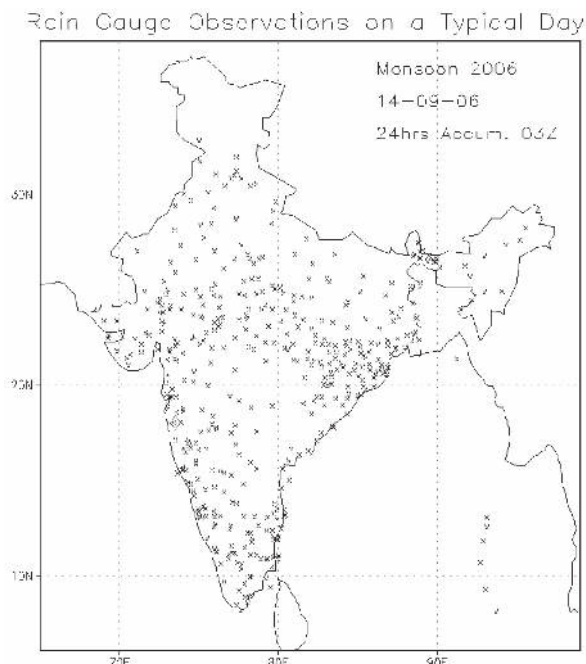 Rain Gauge Observations on a Typical Day
Monsoon 2006
14-09-06
24hrs Accum. 03Z
30N
20N
10N
70E
80E
90E